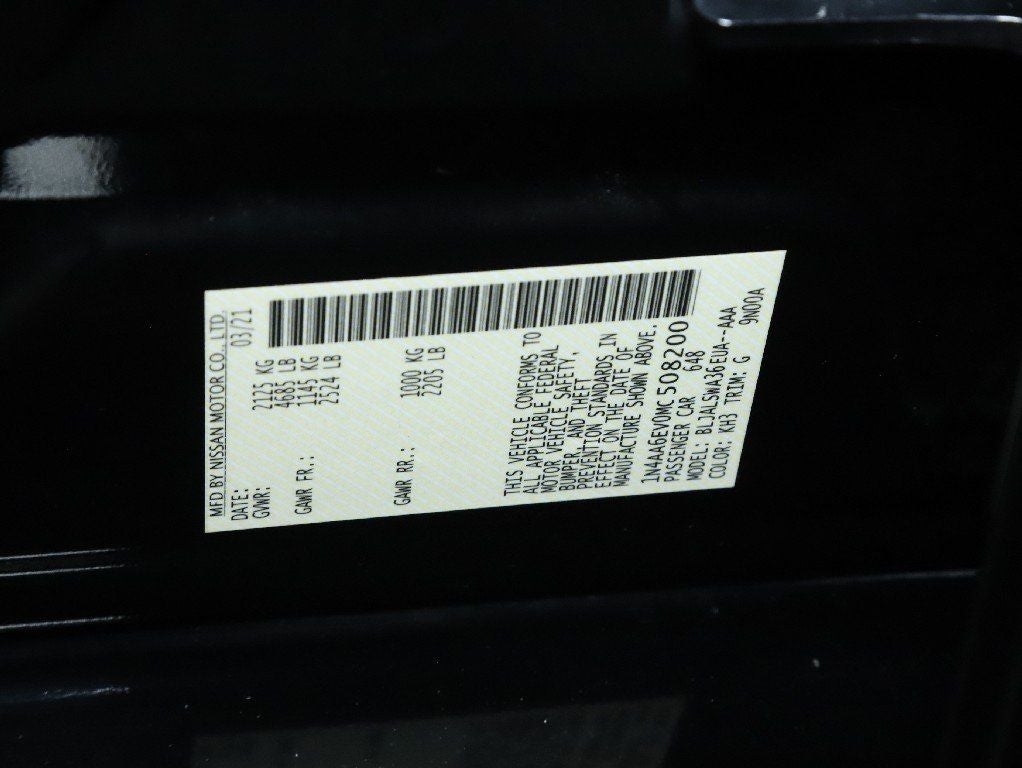 MFD BY NISSAN MOTOR CO., LTD.
DATE: 03/21
GVWR: 2125 KG
4685 LB
GAWR FR.: 1145 KG
2524 LB
GAWR RR.: 1000 KG
2205 LB
THIS VEHICLE CONFORMS TO
ALL APPLICABLE FEDERAL
MOTOR VEHICLE SAFETY,
BUMPER, AND THEFT
PREVENTION STANDARDS IN
EFFECT ON THE DATE OF
MANUFACTURE SHOWN ABOVE.
1N4AA6EV0MC508200
PASSENGER CAR 648
MODEL: BLJALSWA36EUA--AAA
COLOR: KH3 TRIM: G 9N00A